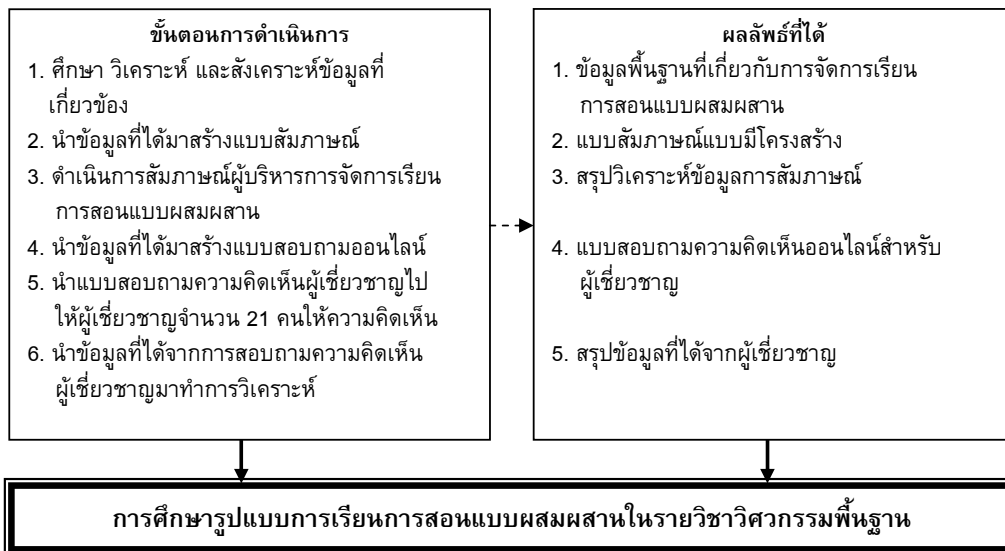 ขั้นตอนการดำเนินการ
1. ศึกษา วิเคราะห์ และสังเคราะห์ข้อมูลที่
เกี่ยวข้อง
2. นำข้อมูลที่ได้มาสร้างแบบสัมภาษณ์
3. ดำเนินการสัมภาษณ์ผู้บริหารการจัดการเรียน
การสอนแบบผสมผสาน
4. นำข้อมูลที่ได้มาสร้างแบบสอบถามออนไลน์
5. นำแบบสอบถามความคิดเห็นผู้เชี่ยวชาญไป
ให้ผู้เชี่ยวชาญจำนวน 21 คนให้ความคิดเห็น
6. นำข้อมูลที่ได้จากการสอบถามความคิดเห็น
ผู้เชี่ยวชาญมาทำการวิเคราะห์
ผลลัพธ์ที่ได้
1. ข้อมูลพื้นฐานที่เกี่ยวกับการจัดการเรียน
การสอนแบบผสมผสาน
2. แบบสัมภาษณ์แบบมีโครงสร้าง
3. สรุปวิเคราะห์ข้อมูลการสัมภาษณ์
4. แบบสอบถามความคิดเห็นออนไลน์สำหรับ
ผู้เชี่ยวชาญ
5. สรุปข้อมูลที่ได้จากผู้เชี่ยวชาญ
การศึกษารูปแบบการเรียนการสอนแบบผสมผสานในรายวิชาวิศวกรรมพื้นฐาน